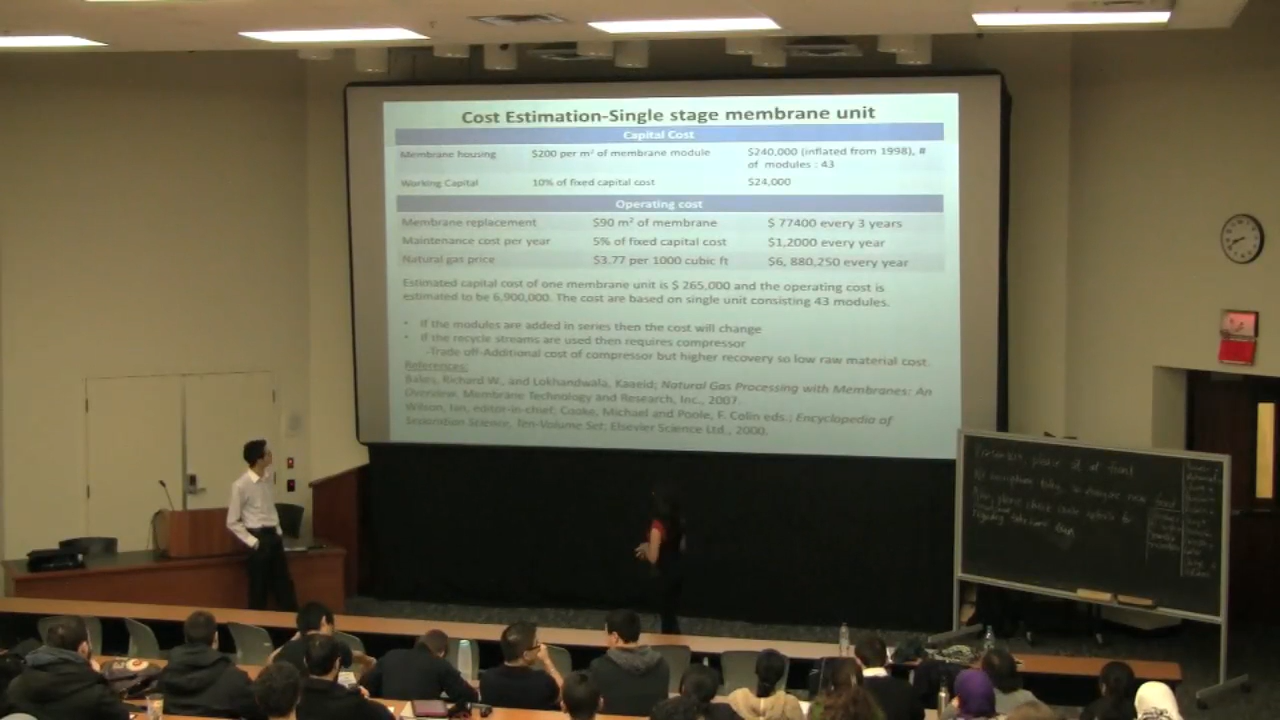 Cost Estimation-Single stage membrane unit
Capital Cost
Membrane housing $200 per m² of membrane module $240,000 (inflated from 1998), #
of modules : 43
Working Capital 10% of fixed capital cost $24,000
Operating cost
Membrane replacement $90 m² of membrane $ 77400 every 3 years
Maintenance cost per year 5% of fixed capital cost $1,2000 every year
Natural gas price $3.77 per 1000 cubic ft $6, 880,250 every year
Estimated capital cost of one membrane unit is $ 265,000 and the operating cost is
estimated to be 6,900,000. The cost are based on single unit consisting 43 modules.
• If the modules are added in series then the cost will change
• If the recycle streams are used then requires compressor
-Trade off-Additional cost of compressor but higher recovery so low raw material cost.
References:
Richard W., and Lokhandwala, Kaaeid; Natural Gas Processing with Membranes: An
Overview. Membrane Technology and Research, Inc., 2007.
Wilson, Ian, editor-in-chief; Cooke, Michael and Poole, F. Colin eds.; Encyclopedia of
Separation Science, Ten-Volume Set; Elsevier Science Ltd., 2000.
please sit at front